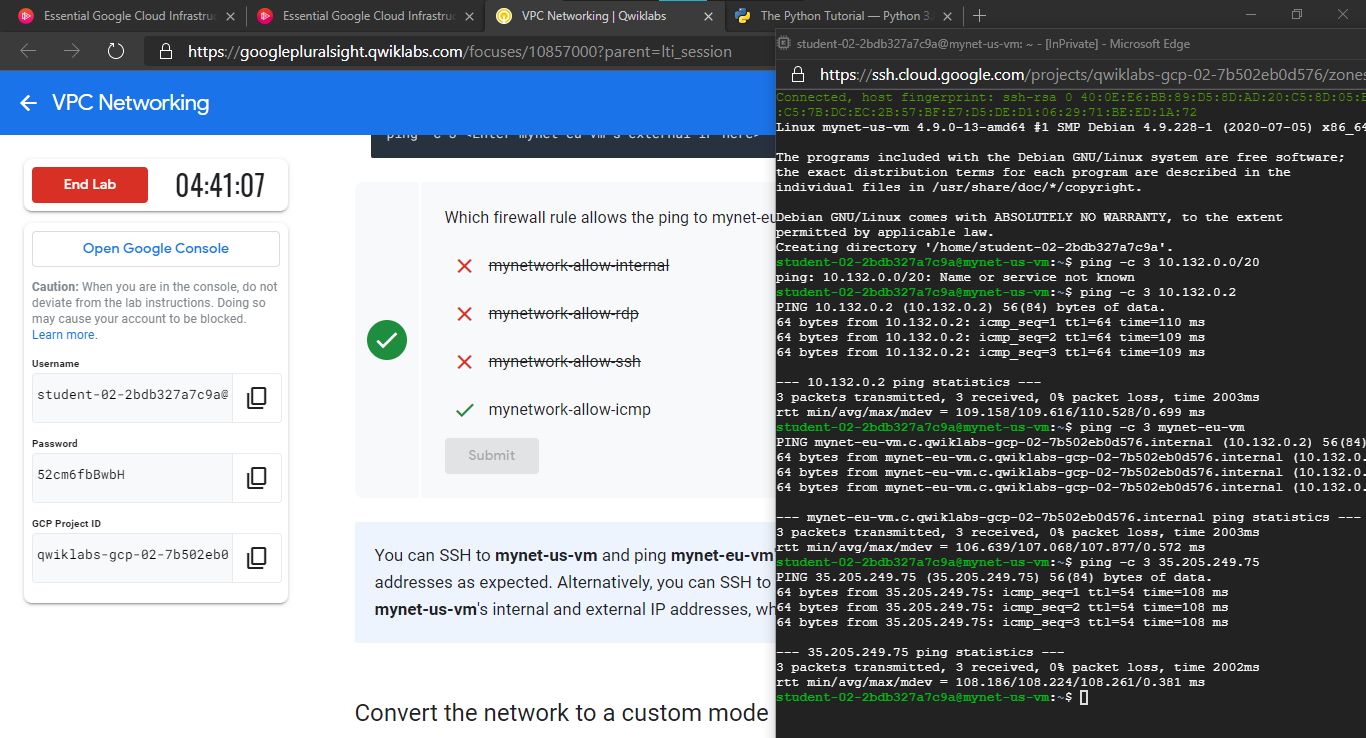 Essential Google Cloud Infrastru
Essential Google Cloud Infrastru
VPC Networking | Qwiklabs
The Python Tutorial — Python 3.
https://googlepluralsight.qwiklabs.com/focuses/10857000?parent=lti_session
VPC Networking
End Lab
04:41:07
Open Google Console
Caution: When you are in the console, do not
deviate from the lab instructions. Doing so
may cause your account to be blocked.
Learn more.
Username
student-02-2bdb327a7c9a@
Password
52cm6fbBwbH
GCP Project ID
qwiklabs-gcp-02-7b502eb0
ping -c 3 <Enter mynet-eu-vm's external IP here>
Which firewall rule allows the ping to mynet-eu
mynetwork-allow-internal
mynetwork-allow-rdp
mynetwork-allow-ssh
mynetwork-allow-icmp
Submit
You can SSH to mynet-us-vm and ping mynet-eu-vm
addresses as expected. Alternatively, you can SSH to
mynet-us-vm's internal and external IP addresses, wh
Convert the network to a custom mode
student-02-2bdb327a7c9a@mynet-us-vm: ~ - [InPrivate] - Microsoft Edge
https://ssh.cloud.google.com/projects/qwiklabs-gcp-02-7b502eb0d576/zones
Connected, host fingerprint: ssh-rsa 0 40:0E:E6:BB:89:D5:8D:AD:20:C5:8D:05:E
:C5:7B:DC:EC:2B:57:BF:E7:D5:DE:D1:06:29:71:BE:ED:1A:72
Linux mynet-us-vm 4.9.0-13-amd64 #1 SMP Debian 4.9.228-1 (2020-07-05) x86_64
The programs included with the Debian GNU/Linux system are free software;
the exact distribution terms for each program are described in the
individual files in /usr/share/doc/*/copyright.
Debian GNU/Linux comes with ABSOLUTELY NO WARRANTY, to the extent
permitted by applicable law.
Creating directory '/home/student-02-2bdb327a7c9a'.
student-02-2bdb327a7c9a@mynet-us-vm:~$ ping -c 3 10.132.0.0/20
ping: 10.132.0.0/20: Name or service not known
student-02-2bdb327a7c9a@mynet-us-vm:~$ ping -c 3 10.132.0.2
PING 10.132.0.2 (10.132.0.2) 56(84) bytes of data.
64 bytes from 10.132.0.2: icmp_seq=1 ttl=64 time=110 ms
64 bytes from 10.132.0.2: icmp_seq=2 ttl=64 time=109 ms
64 bytes from 10.132.0.2: icmp_seq=3 ttl=64 time=109 ms
--- 10.132.0.2 ping statistics ---
3 packets transmitted, 3 received, 0% packet loss, time 2003ms
rtt min/avg/max/mdev = 109.158/109.616/110.528/0.699 ms
student-02-2bdb327a7c9a@mynet-us-vm:~$ ping -c 3 mynet-eu-vm
PING mynet-eu-vm.c.qwiklabs-gcp-02-7b502eb0d576.internal (10.132.0.2) 56(84)
64 bytes from mynet-eu-vm.c.qwiklabs-gcp-02-7b502eb0d576.internal (10.132.0.
64 bytes from mynet-eu-vm.c.qwiklabs-gcp-02-7b502eb0d576.internal (10.132.0.
64 bytes from mynet-eu-vm.c.qwiklabs-gcp-02-7b502eb0d576.internal (10.132.0.
--- mynet-eu-vm.c.qwiklabs-gcp-02-7b502eb0d576.internal ping statistics ---
3 packets transmitted, 3 received, 0% packet loss, time 2003ms
rtt min/avg/max/mdev = 106.639/107.068/107.877/0.572 ms
student-02-2bdb327a7c9a@mynet-us-vm:~$ ping -c 3 35.205.249.75
PING 35.205.249.75 (35.205.249.75) 56(84) bytes of data.
64 bytes from 35.205.249.75: icmp_seq=1 ttl=54 time=108 ms
64 bytes from 35.205.249.75: icmp_seq=2 ttl=54 time=108 ms
64 bytes from 35.205.249.75: icmp_seq=3 ttl=54 time=108 ms
--- 35.205.249.75 ping statistics ---
3 packets transmitted, 3 received, 0% packet loss, time 2002ms
rtt min/avg/max/mdev = 108.186/108.224/108.261/0.381 ms
student-02-2bdb327a7c9a@mynet-us-vm:~$